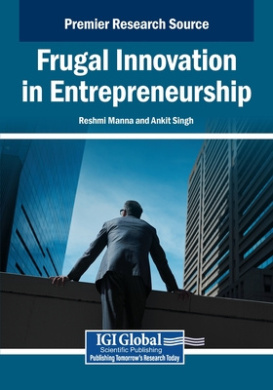 Premier Research Source
Frugal Innovation
in Entrepreneurship
Reshmi Manna and Ankit Singh
IGI Global
Scientific Publishing
Publishing Tomorrow's Research Today